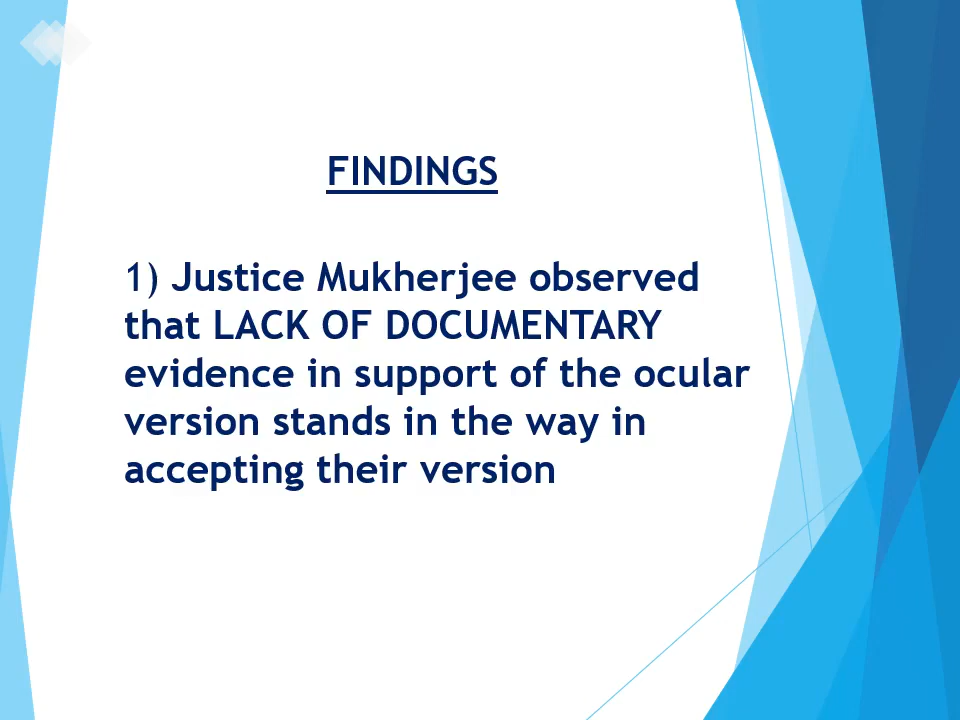 FINDINGS
1) Justice Mukherjee observed
that LACK OF DOCUMENTARY
evidence in support of the ocular
version stands in the way in
accepting their version